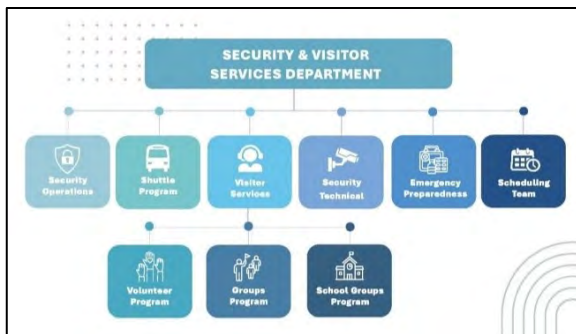 SECURITY & VISITOR
SERVICES DEPARTMENT
Security
Operations
Shuttle
Program
Visitor
Services
Security
Technical
Emergency
Preparedness
Scheduling
Team
Volunteer
Program
Groups
Program
School Groups
Program